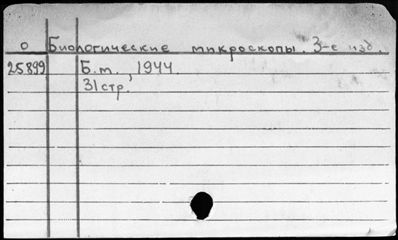 О Биологические микроскопы. 3-е изд.
25899 Б.т., 1944.
31 стр.